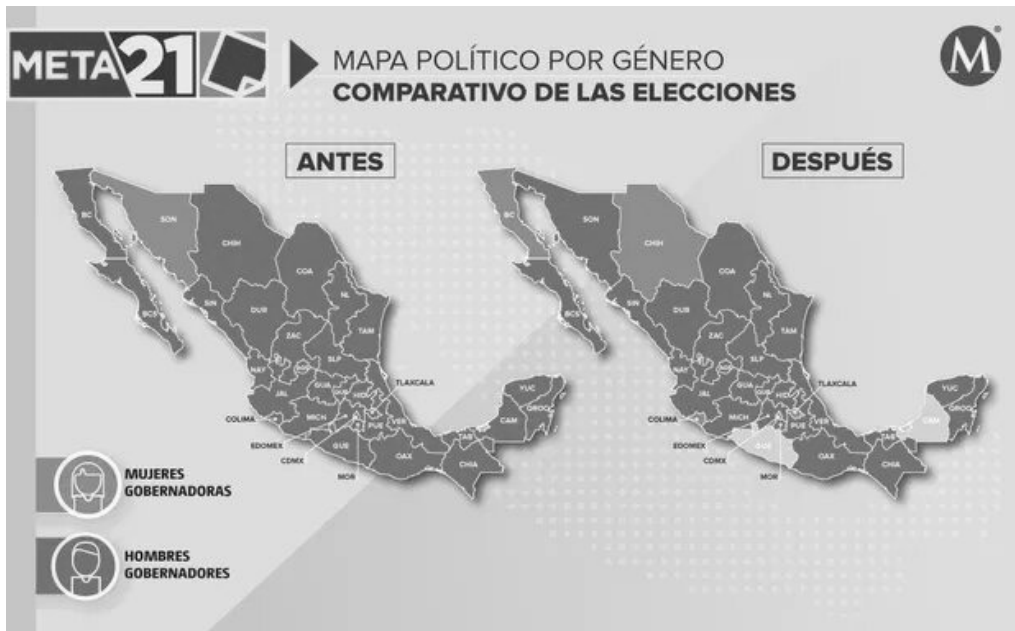 META 21
MAPA POLÍTICO POR GÉNERO
COMPARATIVO DE LAS ELECCIONES
M
ANTES
BC
SON
CHIH
COA
BCS
SIN
DUR
NL
ZAC
TAM
SLP
NAY
JAL
GUA
HID
TLAXCALA
COLIMA
MICH
PUE
VER
YUC
QROO
CAM
TAB
EDOMEX
GUE
CDMX
OAX
CHIA
MOR
DESPUÉS
BC
SON
CHIH
COA
BCS
SIN
DUR
NL
ZAC
TAM
SLP
NAY
JAL
GUA
HID
TLAXCALA
COLIMA
MICH
PUE
VER
YUC
QROO
CAM
TAB
EDOMEX
GUE
CDMX
OAX
CHIA
MOR
MUJERES
GOBERNADORAS
HOMBRES
GOBERNADORES